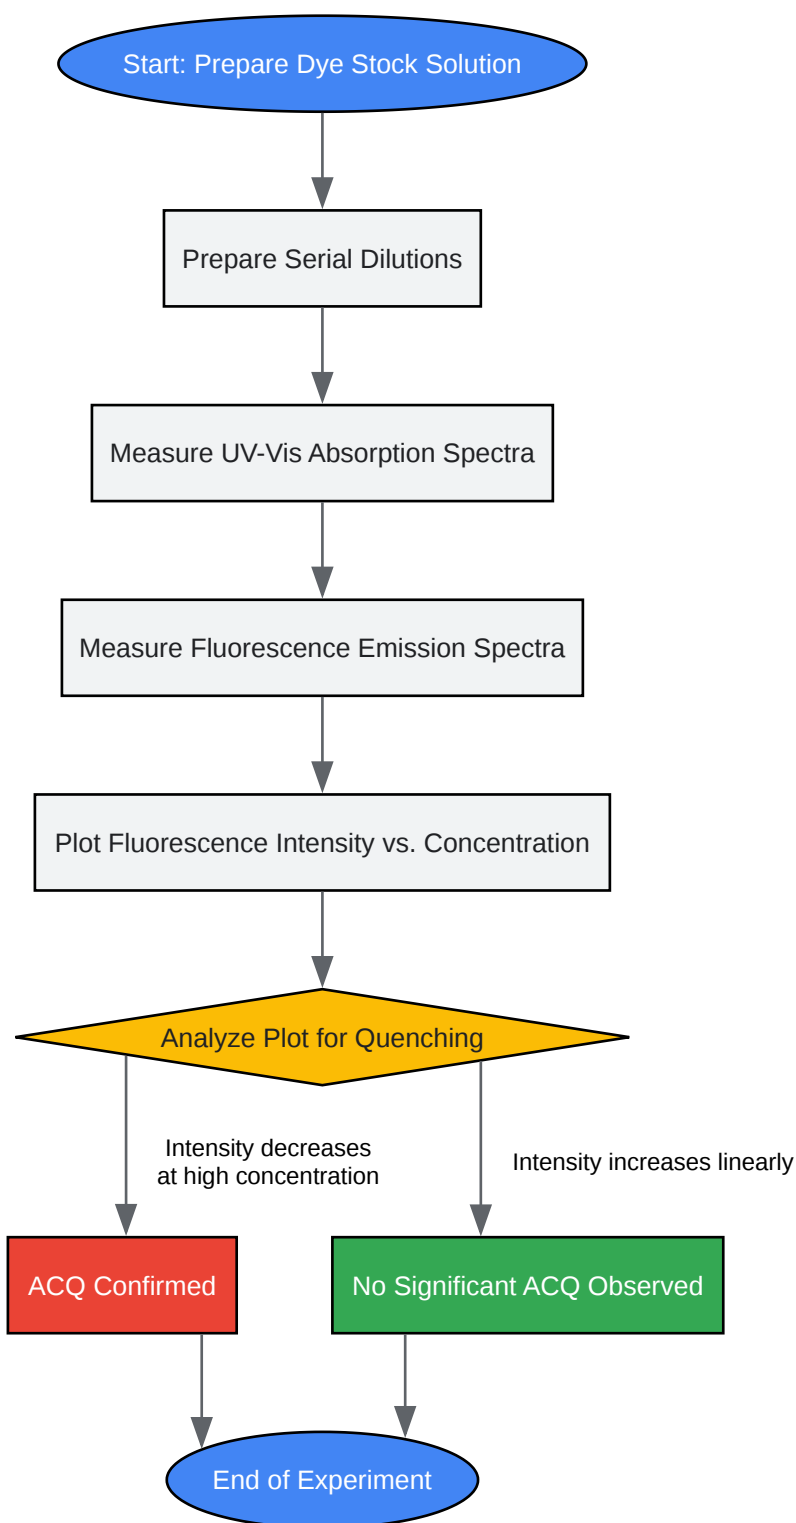 Start: Prepare Dye Stock Solution
Prepare Serial Dilutions
Measure UV-Vis Absorption Spectra
Measure Fluorescence Emission Spectra
Plot Fluorescence Intensity vs. Concentration
Analyze Plot for Quenching
Intensity decreases
at high concentration
Intensity increases linearly
ACQ Confirmed
No Significant ACQ Observed
End of Experiment